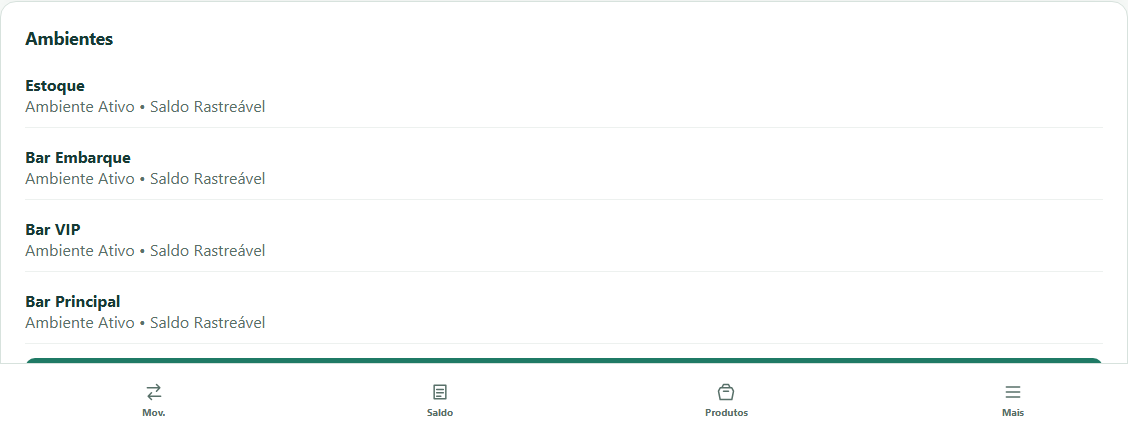 Ambientes
Estoque
Ambiente Ativo • Saldo Rastreável
Bar Embarque
Ambiente Ativo • Saldo Rastreável
Bar VIP
Ambiente Ativo • Saldo Rastreável
Bar Principal
Ambiente Ativo • Saldo Rastreável
Mov.
Saldo
Produtos
Mais